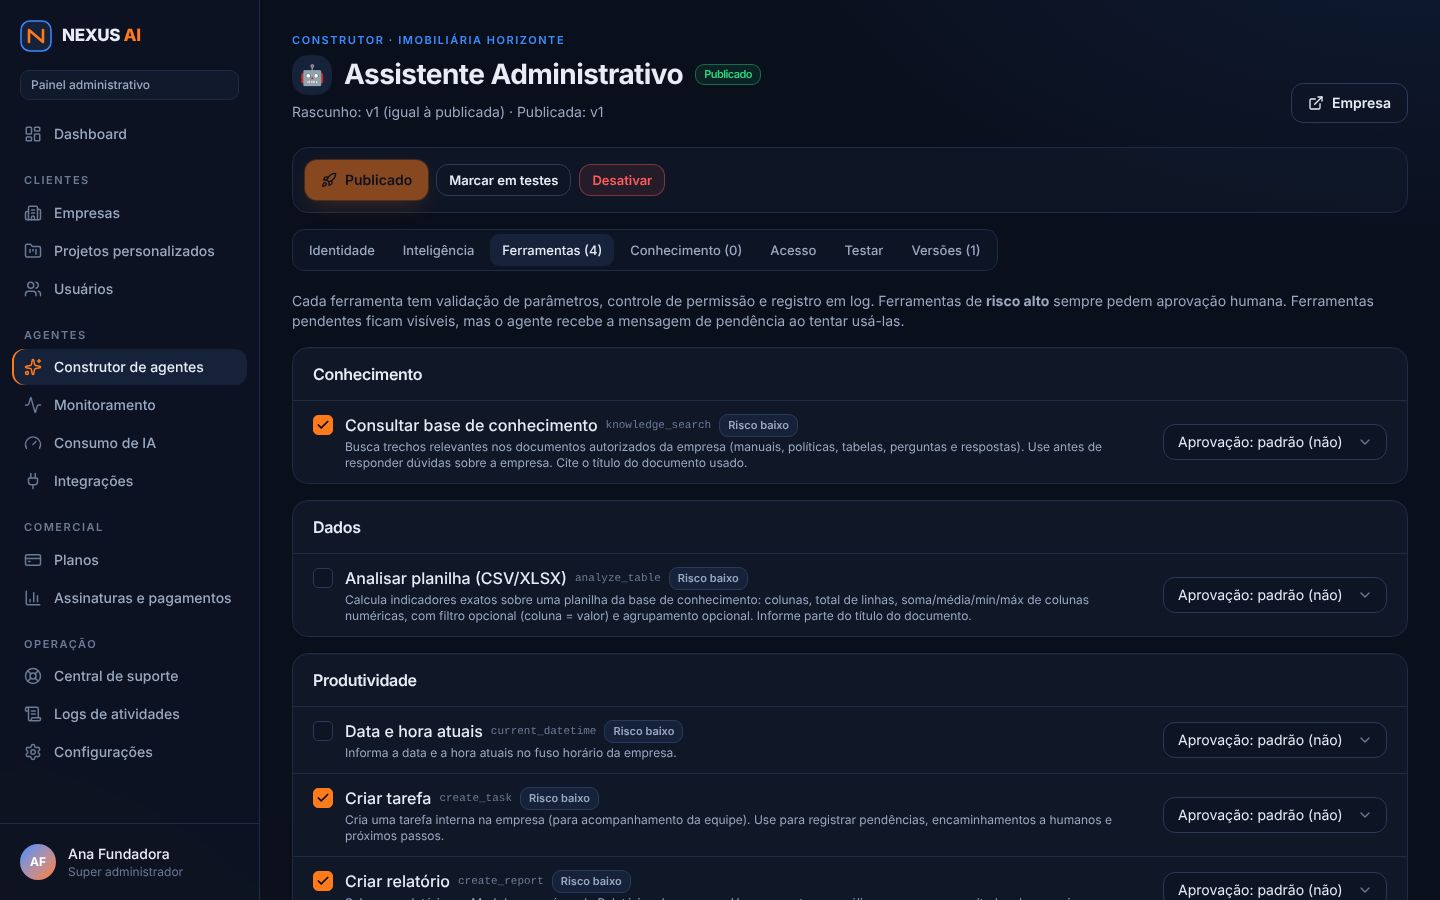 NEXUS AI
Painel administrativo
Dashboard
CLIENTES
Empresas
Projetos personalizados
Usuários
AGENTES
Construtor de agentes
Monitoramento
Consumo de IA
Integrações
COMERCIAL
Planos
Assinaturas e pagamentos
OPERAÇÃO
Central de suporte
Logs de atividades
Configurações
AF
Ana Fundadora
Super administrador
CONSTRUTOR · IMOBILIÁRIA HORIZONTE
Assistente Administrativo Publicado
Rascunho: v1 (igual à publicada) · Publicada: v1
Empresa
Publicado Marcar em testes Desativar
Identidade Inteligência Ferramentas (4) Conhecimento (0) Acesso Testar Versões (1)
Cada ferramenta tem validação de parâmetros, controle de permissão e registro em log. Ferramentas de risco alto sempre pedem aprovação humana. Ferramentas
pendentes ficam visíveis, mas o agente recebe a mensagem de pendência ao tentar usá-las.
Conhecimento
Consultar base de conhecimento knowledge_search Risco baixo
Busca trechos relevantes nos documentos autorizados da empresa (manuais, políticas, tabelas, perguntas e respostas). Use antes de
responder dúvidas sobre a empresa. Cite o título do documento usado.
Aprovação: padrão (não)
Dados
Analisar planilha (CSV/XLSX) analyze_table Risco baixo
Calcula indicadores exatos sobre uma planilha da base de conhecimento: colunas, total de linhas, soma/média/mín/máx de colunas
numéricas, com filtro opcional (coluna = valor) e agrupamento opcional. Informe parte do título do documento.
Aprovação: padrão (não)
Produtividade
Data e hora atuais current_datetime Risco baixo
Informa a data e a hora atuais no fuso horário da empresa.
Aprovação: padrão (não)
Criar tarefa create_task Risco baixo
Cria uma tarefa interna na empresa (para acompanhamento da equipe). Use para registrar pendências, encaminhamentos a humanos e
próximos passos.
Aprovação: padrão (não)
Criar relatório create_report Risco baixo
Aprovação: padrão (não)